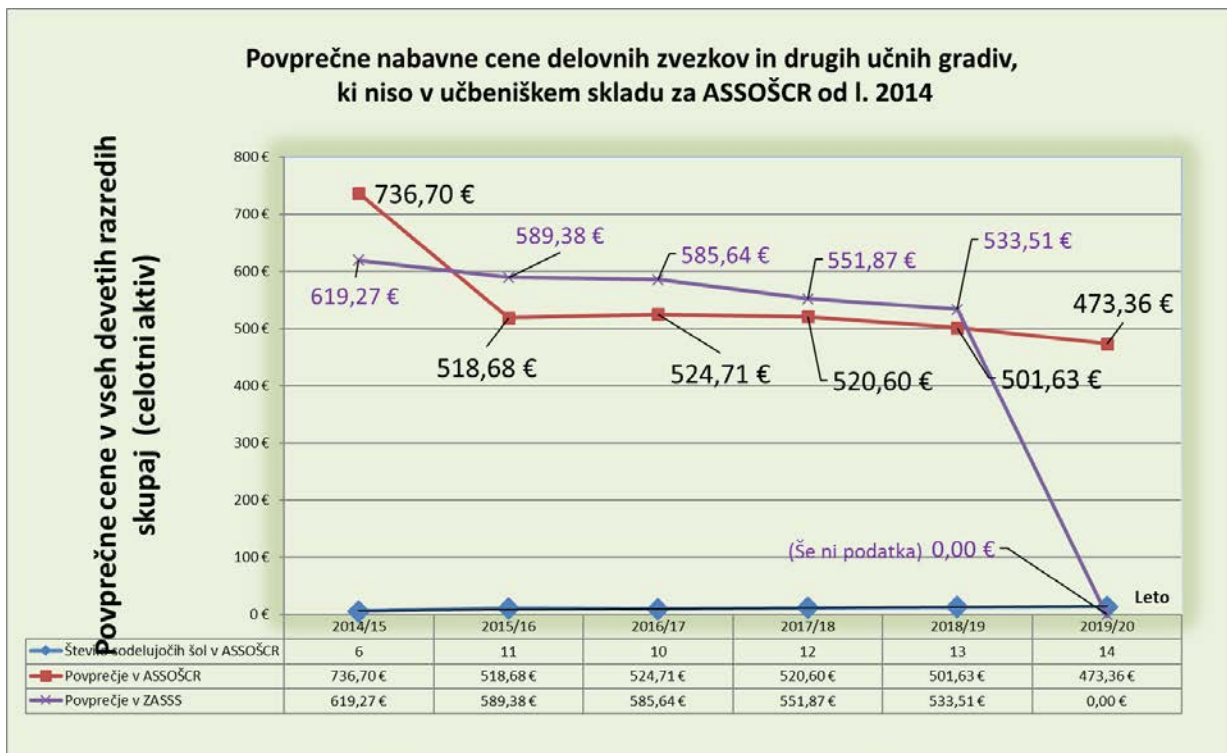 Povprečne nabavne cene delovnih zvezkov in drugih učnih gradiv,
ki niso v učbeniškem skladu za ASSOŠCR od l. 2014
Povprečne cene v vseh devetih razredih
skupaj (celotni aktiv)
800 €
700 €
600 €
500 €
400 €
300 €
200 €
100 €
0 €
736,70 €
589,38 €
585,64 €
551,87 €
533,51 €
619,27 €
473,36 €
518,68 €
524,71 €
520,60 €
501,63 €
(Še ni podatka) 0,00 €
Leto
2014/15 2015/16 2016/17 2017/18 2018/19 2019/20
Število sodelujočih šol v ASSOŠCR 6 11 10 12 13 14
Povprečje v ASSOŠCR 736,70 € 518,68 € 524,71 € 520,60 € 501,63 € 473,36 €
Povprečje v ZASSS 619,27 € 589,38 € 585,64 € 551,87 € 533,51 € 0,00 €